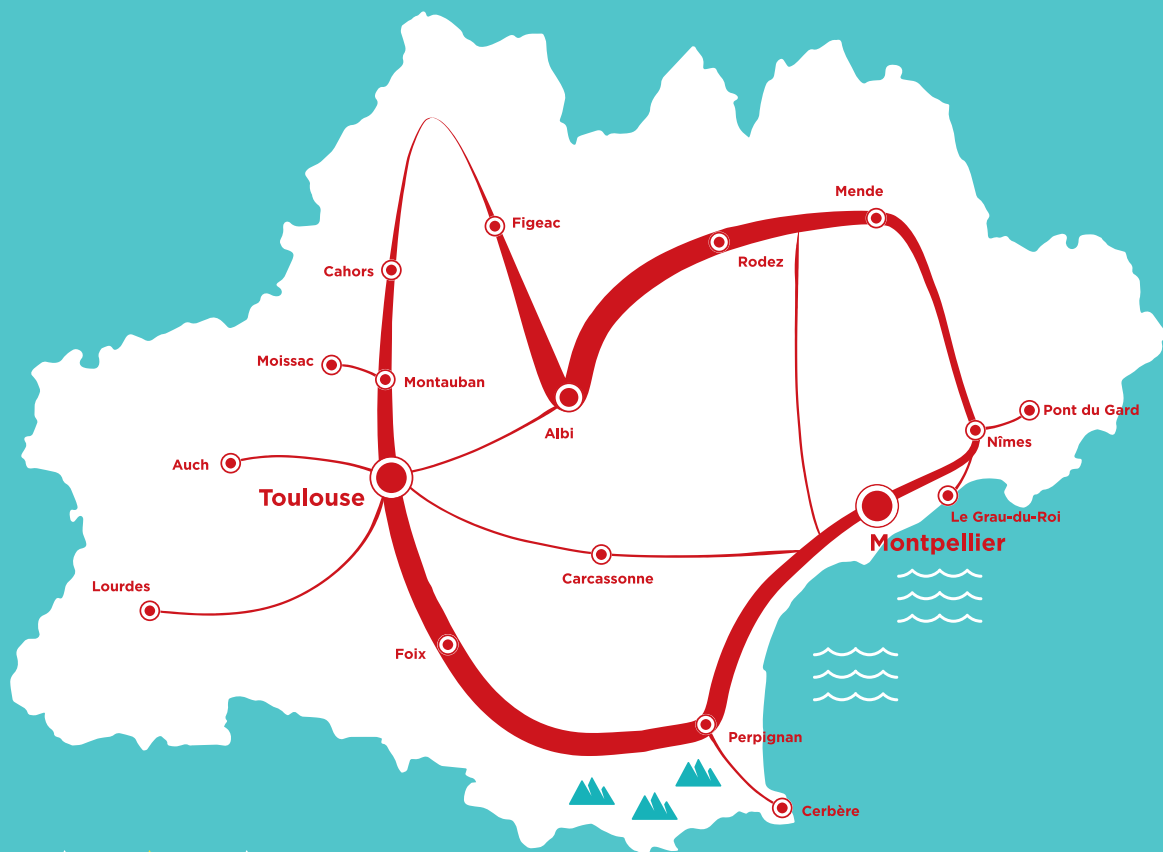 Mende
Figeac
Rodez
Cahors
Moissac
Montauban
Pont du Gard
Albi
Nîmes
Auch
Toulouse
Le Grau-du-Roi
Montpellier
Carcassonne
Lourdes
Foix
Perpignan
Cerbère